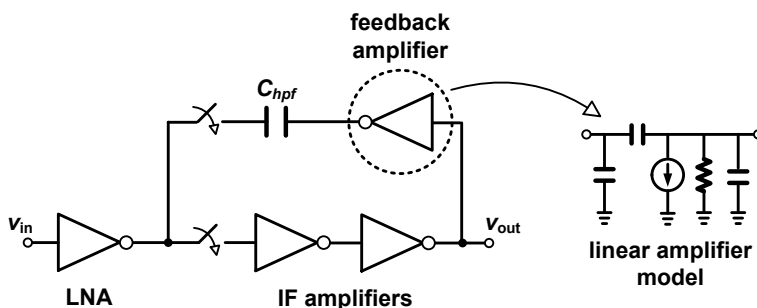 feedback
amplifier
C_hpf
v_in
v_out
LNA
IF amplifiers
linear amplifier
model